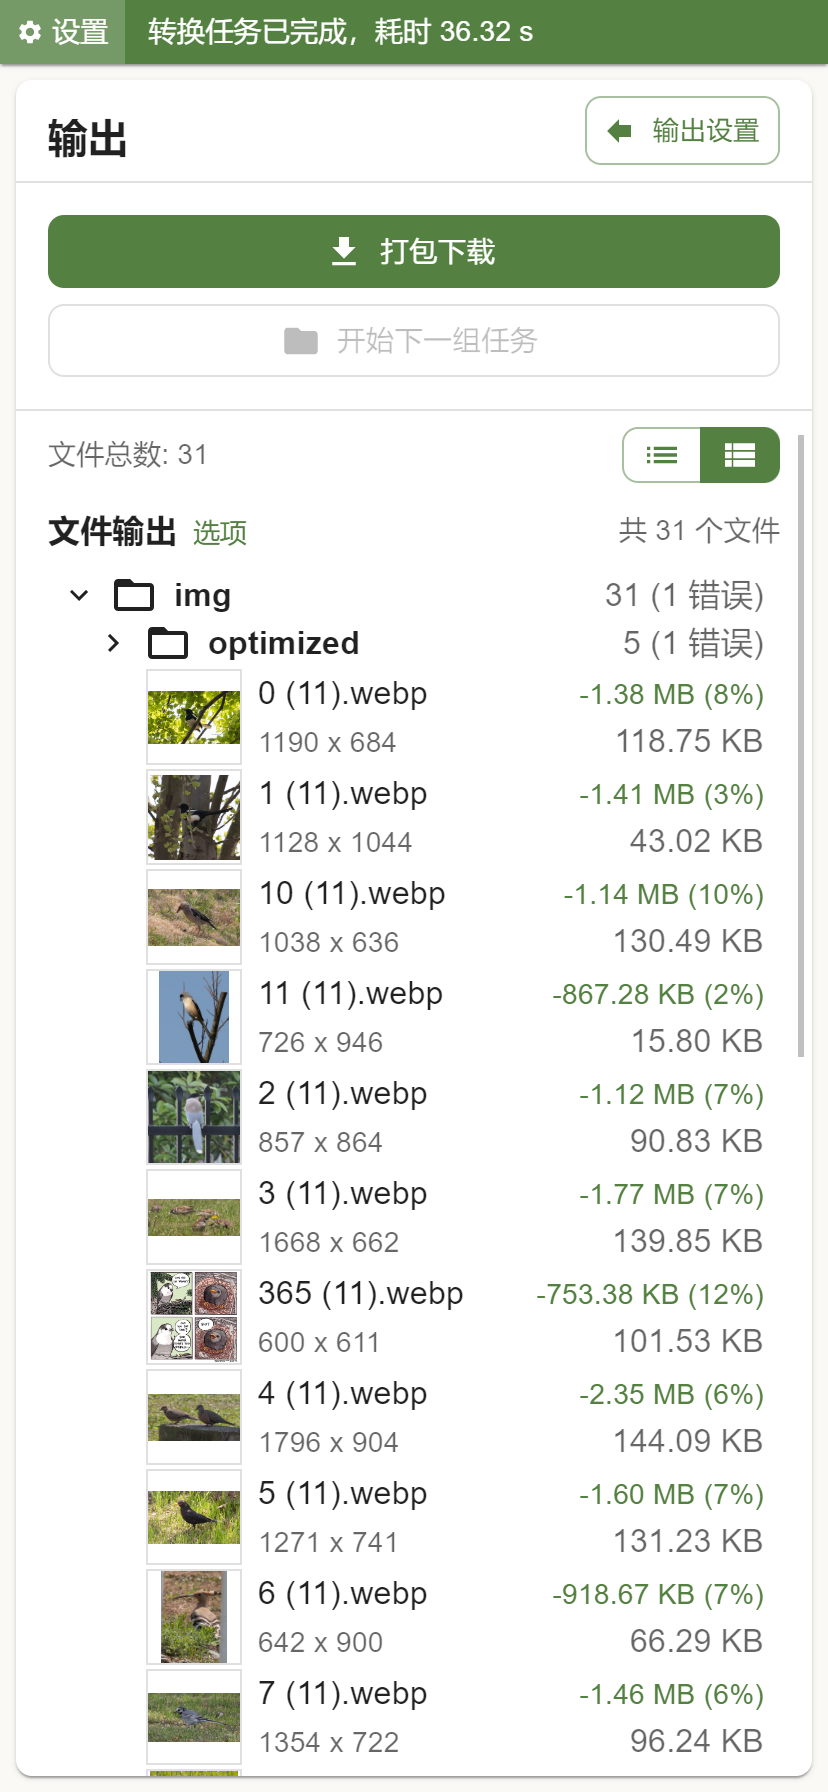 设置
转换任务已完成，耗时 36.32 s
输出
输出设置
打包下载
开始下一组任务
文件总数: 31
文件输出 选项 共 31 个文件
img 31 (1 错误)
optimized 5 (1 错误)
0 (11).webp -1.38 MB (8%)
1190 x 684 118.75 KB
1 (11).webp -1.41 MB (3%)
1128 x 1044 43.02 KB
10 (11).webp -1.14 MB (10%)
1038 x 636 130.49 KB
11 (11).webp -867.28 KB (2%)
726 x 946 15.80 KB
2 (11).webp -1.12 MB (7%)
857 x 864 90.83 KB
3 (11).webp -1.77 MB (7%)
1668 x 662 139.85 KB
365 (11).webp -753.38 KB (12%)
600 x 611 101.53 KB
4 (11).webp -2.35 MB (6%)
1796 x 904 144.09 KB
5 (11).webp -1.60 MB (7%)
1271 x 741 131.23 KB
6 (11).webp -918.67 KB (7%)
642 x 900 66.29 KB
7 (11).webp -1.46 MB (6%)
1354 x 722 96.24 KB